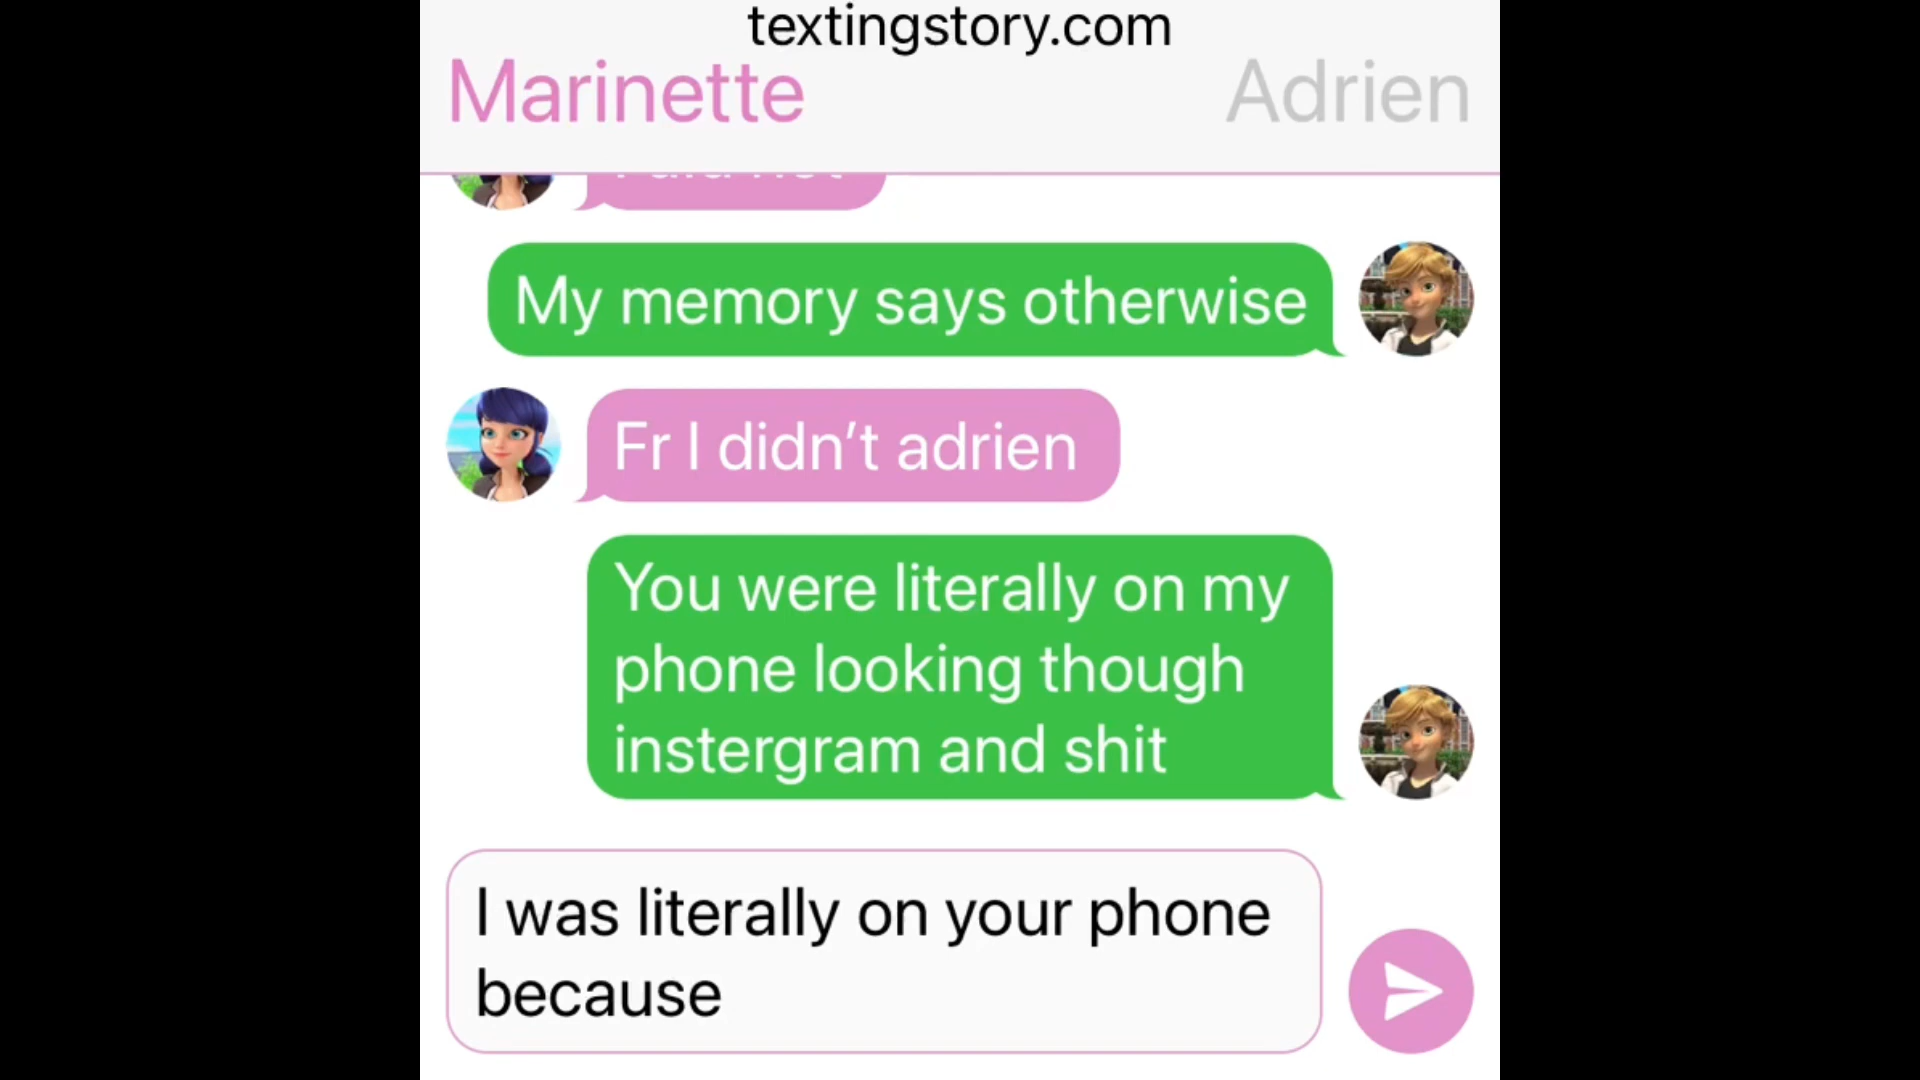 textingstory.com
Marinette
Adrien
My memory says otherwise
Fr I didn’t adrien
You were literally on my
phone looking though
instergram and shit
I was literally on your phone
because